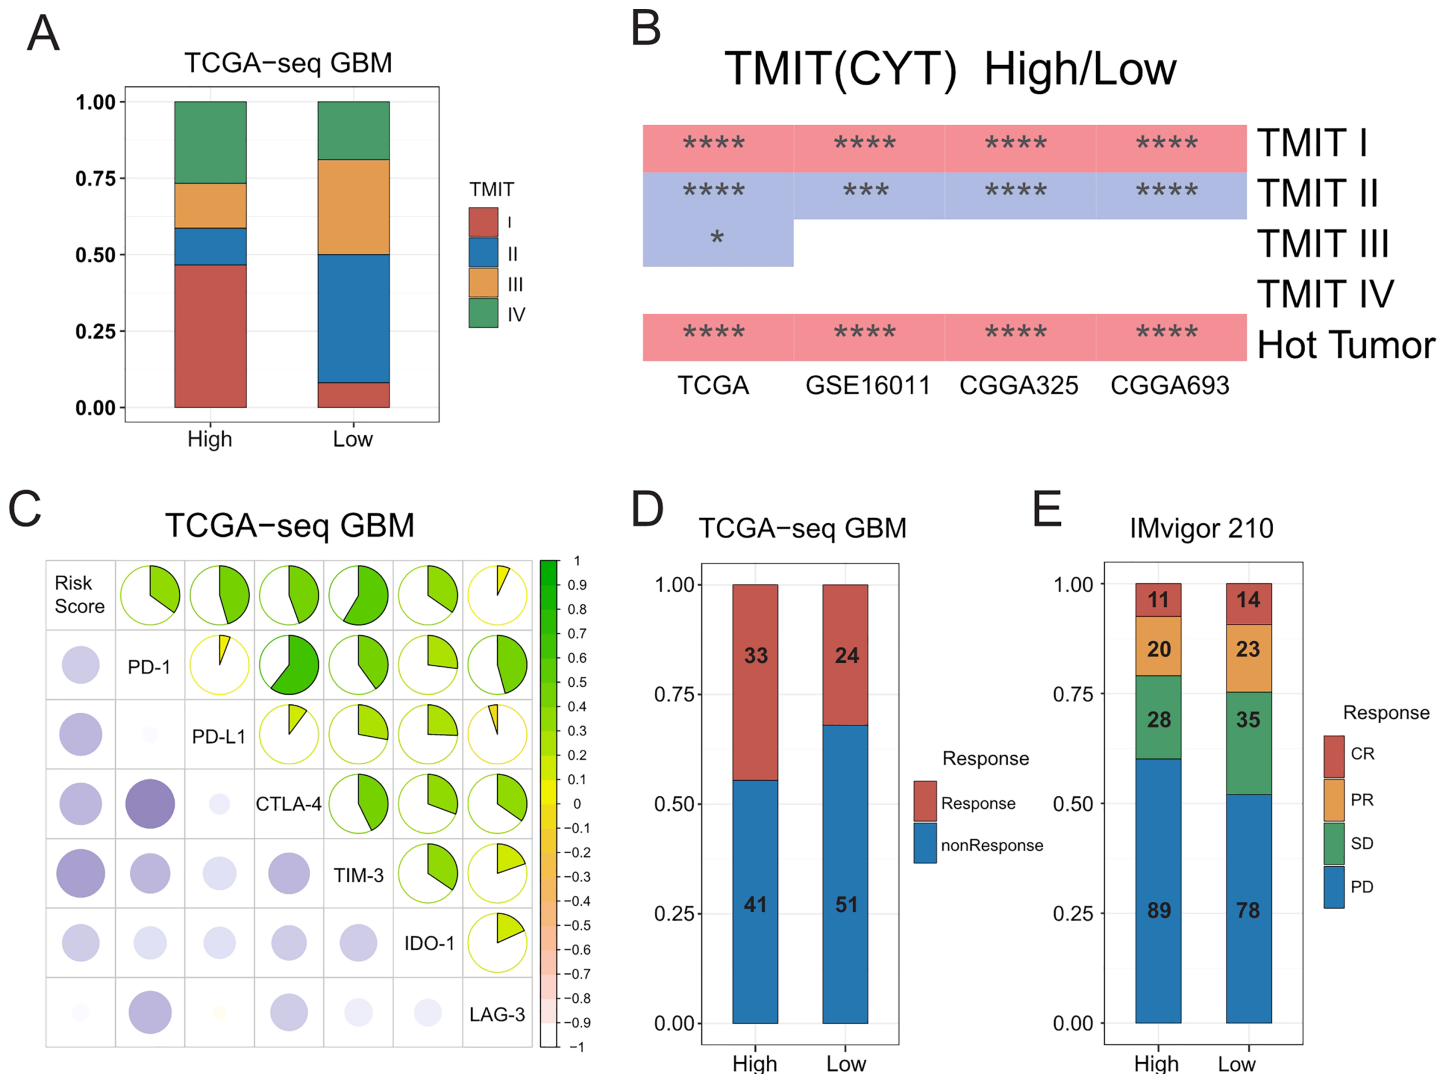 A
TCGA−seq GBM
1.00
0.75
0.50
0.25
0.00
High
Low
TMIT
I
II
III
IV
B
TMIT(CYT) High/Low
**** **** **** **** TMIT I
**** *** **** **** TMIT II
* TMIT III
TMIT IV
**** **** **** **** Hot Tumor
TCGA GSE16011 CGGA325 CGGA693
C
TCGA−seq GBM
Risk
Score
PD-1
PD-L1
CTLA-4
TIM-3
IDO-1
LAG-3
1
0.9
0.8
0.7
0.6
0.5
0.4
0.3
0.2
0.1
0
−0.1
−0.2
−0.3
−0.4
−0.5
−0.6
−0.7
−0.8
−0.9
−1
D
TCGA−seq GBM
1.00
0.75
0.50
0.25
0.00
33 24
41 51
High Low
Response
Response
nonResponse
E
IMvigor 210
1.00
0.75
0.50
0.25
0.00
11 14
20 23
28 35
89 78
High Low
Response
CR
PR
SD
PD